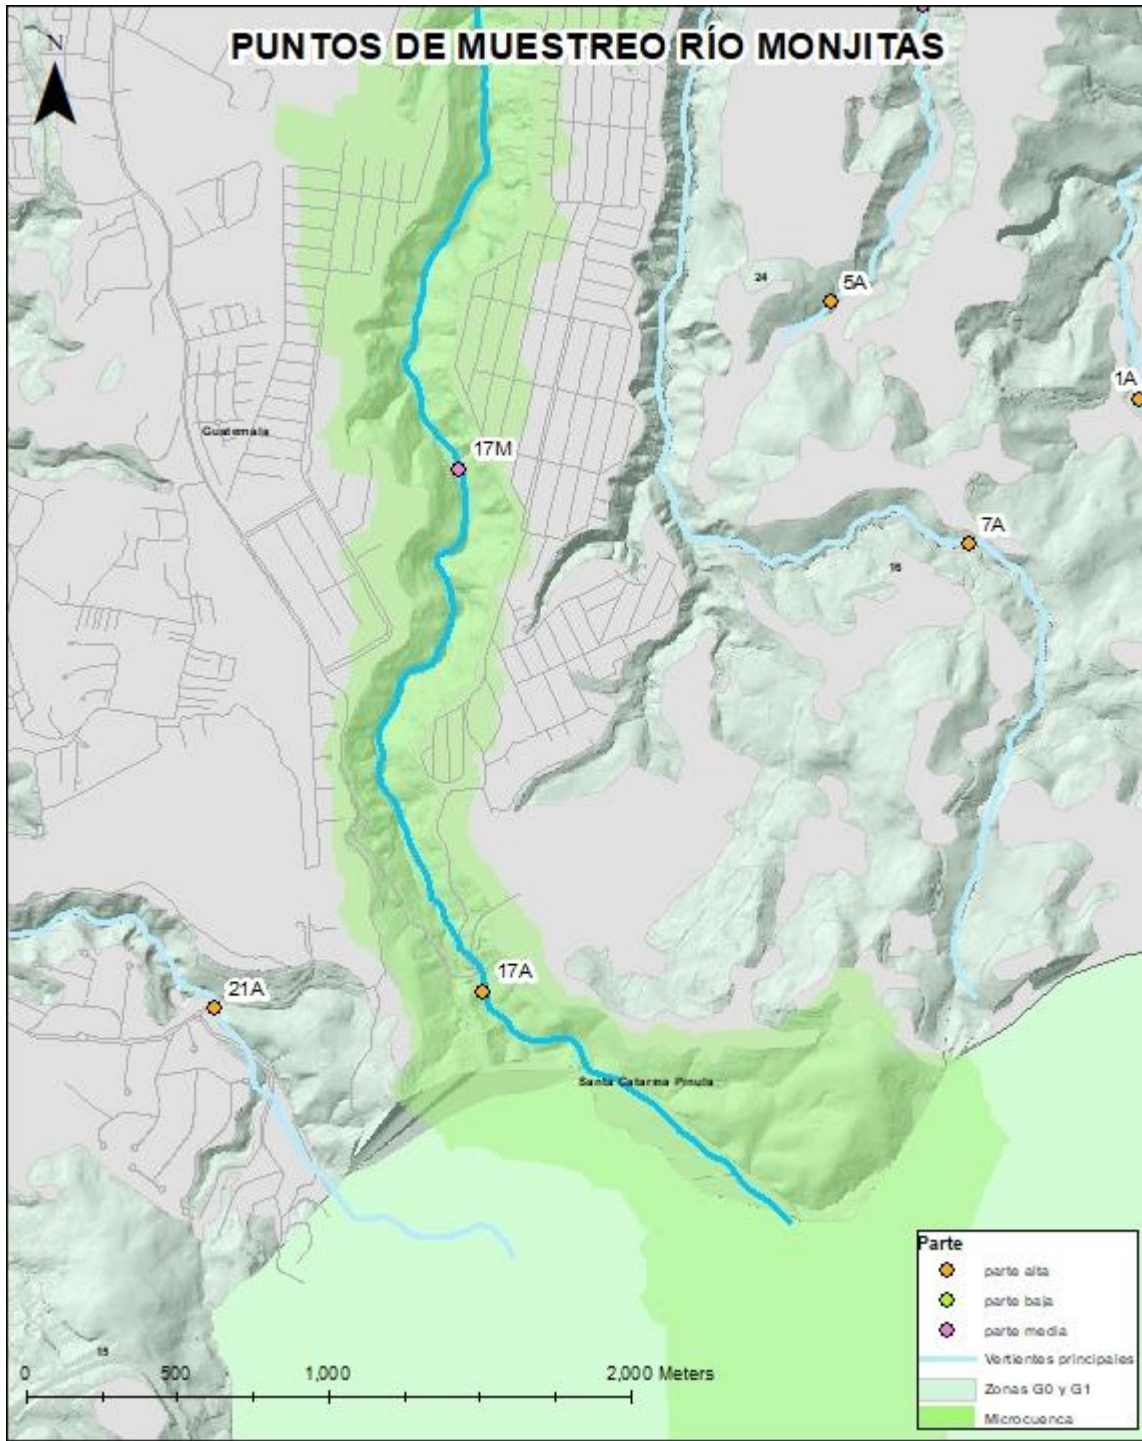 PUNTOS DE MUESTREO RÍO MONJITAS
N
24
5A
1A
Guatemala
17M
7A
16
17A
21A
Santa Catarina Pinula
15
0 500 1,000 2,000 Meters
Parte
parte alta
parte baja
parte media
Vertientes principales
Zonas G0 y G1
Microcuenca